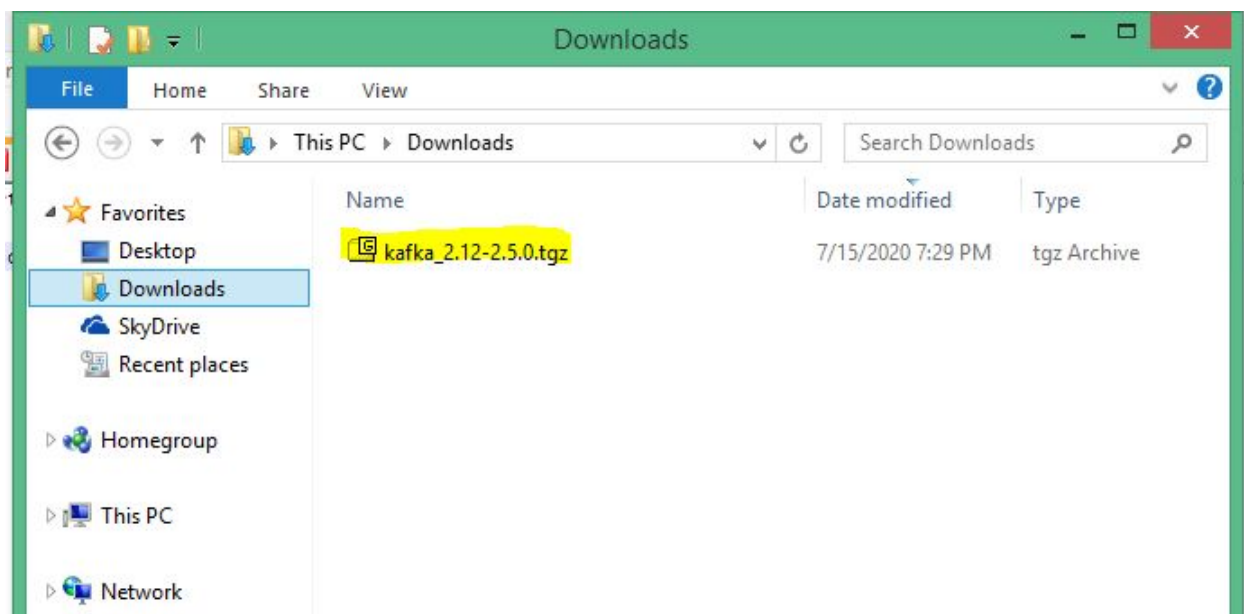 Downloads
File Home Share View
This PC Downloads Search Downloads
Name Date modified Type
Favorites
kafka_2.12-2.5.0.tgz 7/15/2020 7:29 PM tgz Archive
Desktop
Downloads
SkyDrive
Recent places
Homegroup
This PC
Network